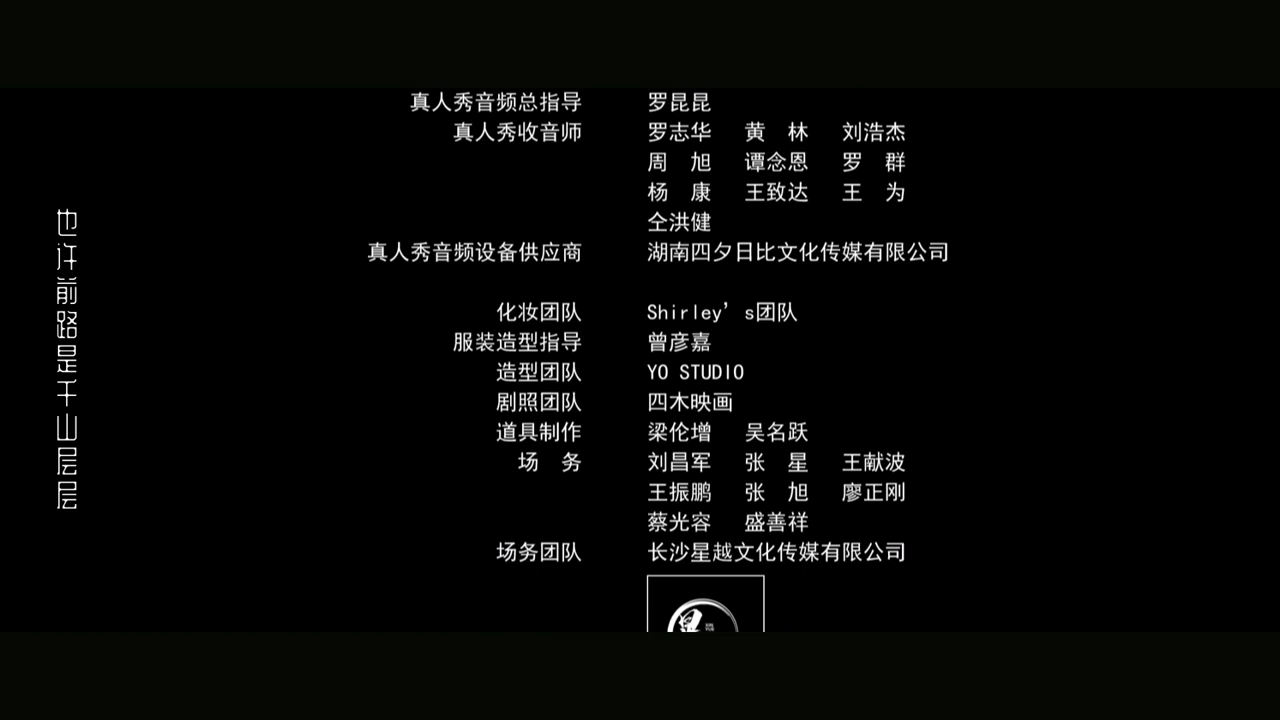 也许前路是千山层层
真人秀音频总指导 罗昆昆
真人秀收音师 罗志华 黄 林 刘浩杰
周 旭 谭念恩 罗 群
杨 康 王致达 王 为
仝洪健
真人秀音频设备供应商 湖南四夕日比文化传媒有限公司
化妆团队 Shirley’s团队
服装造型指导 曾彦嘉
造型团队 YO STUDIO
剧照团队 四木映画
道具制作 梁伦增 吴名跃
场 务 刘昌军 张 星 王献波
王振鹏 张 旭 廖正刚
蔡光容 盛善祥
场务团队 长沙星越文化传媒有限公司